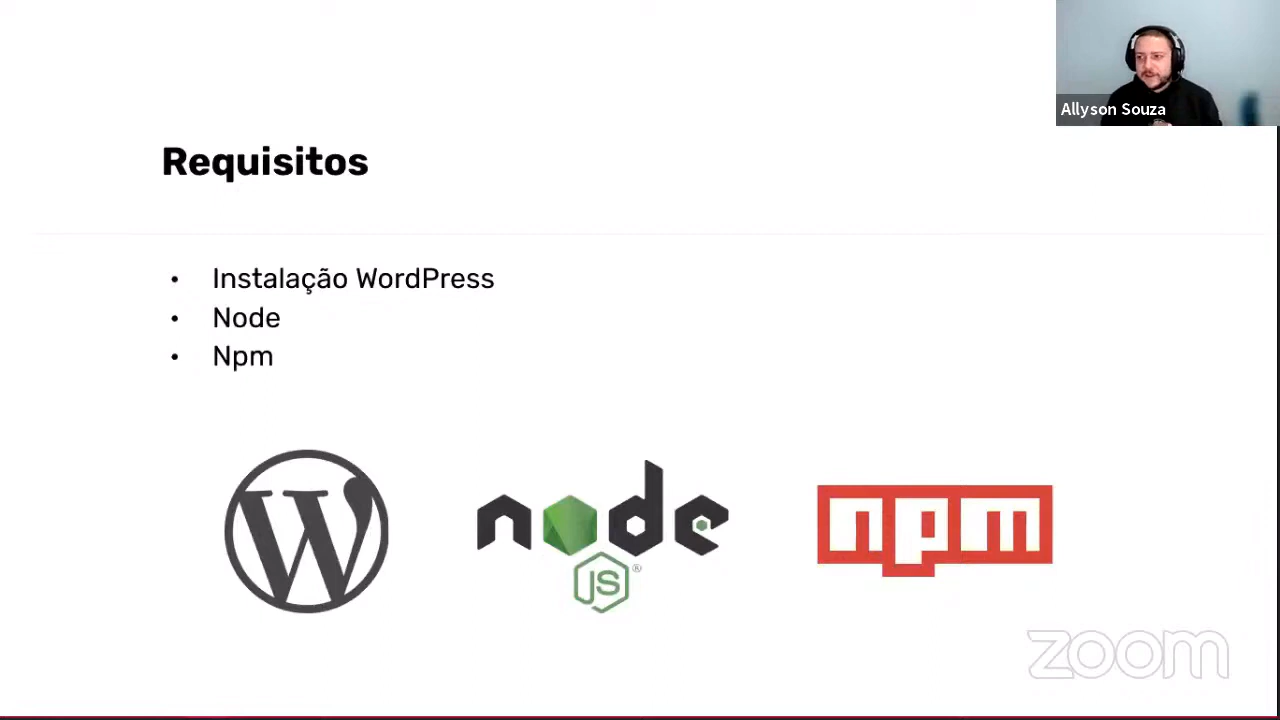 Allyson Souza
Requisitos
• Instalação WordPress
• Node
• Npm
W
node
JS®
npm
zoom